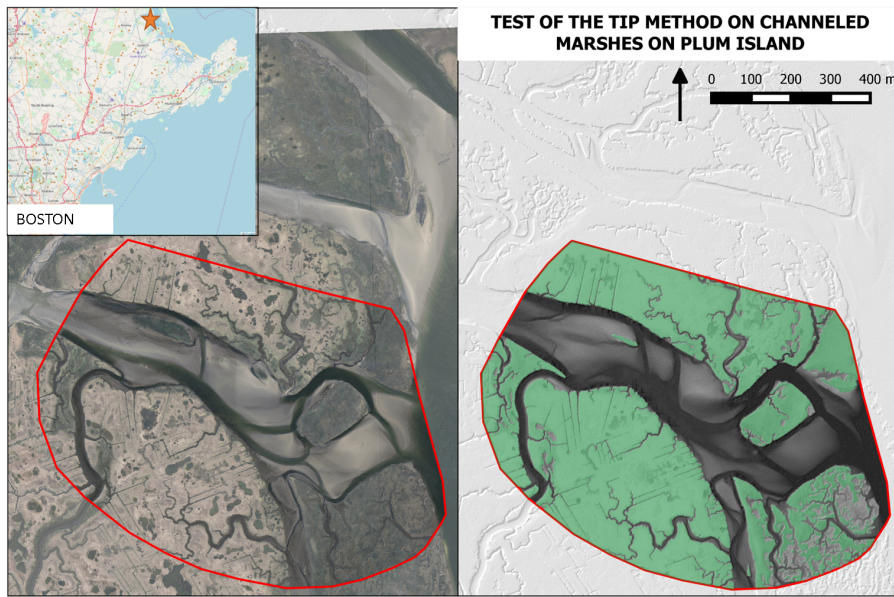 TEST OF THE TIP METHOD ON CHANNELED
MARSHES ON PLUM ISLAND
0 100 200 300 400 m
BOSTON